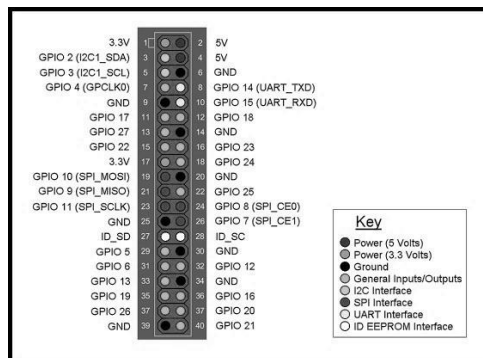 3.3V 1 2 5V
GPIO 2 (I2C1_SDA) 3 4 5V
GPIO 3 (I2C1_SCL) 5 6 GND
GPIO 4 (GPCLK0) 7 8 GPIO 14 (UART_TXD)
GND 9 10 GPIO 15 (UART_RXD)
GPIO 17 11 12 GPIO 18
GPIO 27 13 14 GND
GPIO 22 15 16 GPIO 23
3.3V 17 18 GPIO 24
GPIO 10 (SPI_MOSI) 19 20 GND
GPIO 9 (SPI_MISO) 21 22 GPIO 25
GPIO 11 (SPI_SCLK) 23 24 GPIO 8 (SPI_CE0)
GND 25 26 GPIO 7 (SPI_CE1)
ID_SD 27 28 ID_SC
GPIO 5 29 30 GND
GPIO 6 31 32 GPIO 12
GPIO 13 33 34 GND
GPIO 19 35 36 GPIO 16
GPIO 26 37 37 GPIO 20
GND 39 40 GPIO 21
Key
Power (5 Volts)
Power (3.3 Volts)
Ground
General Inputs/Outputs
I2C Interface
SPI Interface
UART Interface
ID EEPROM Interface